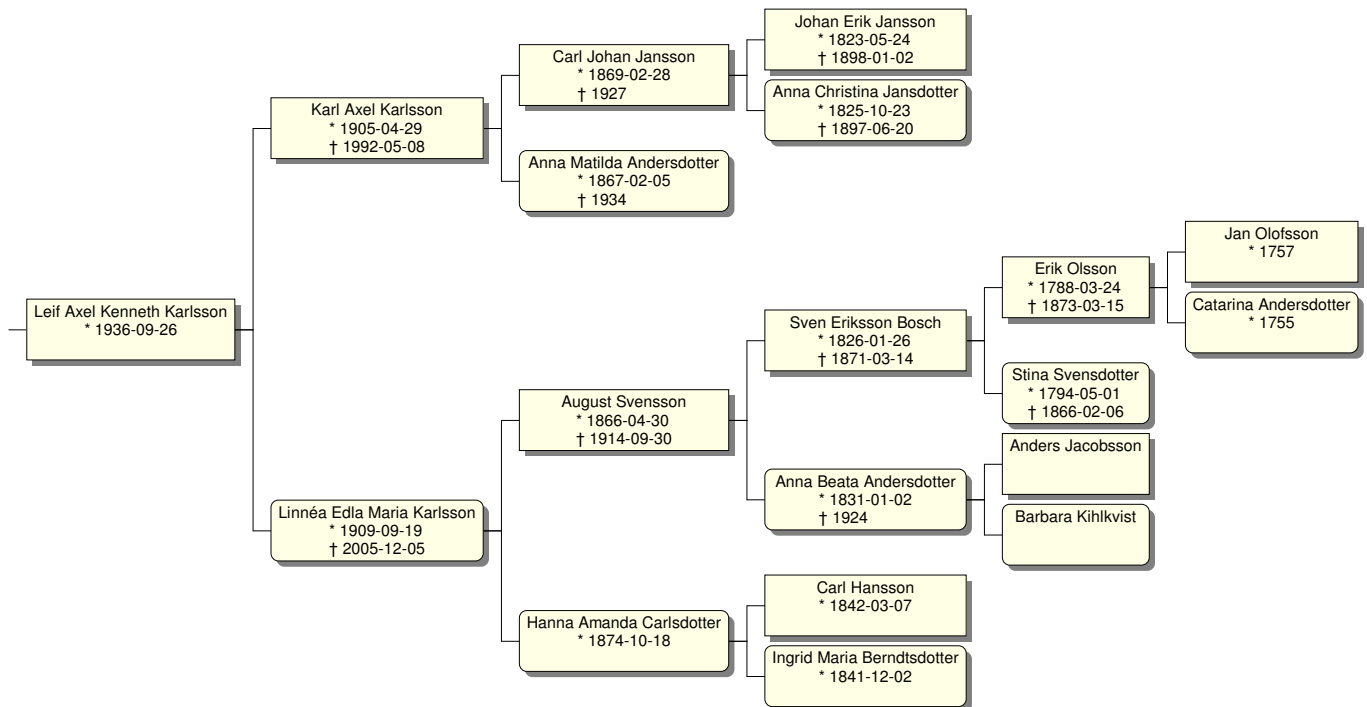 Johan Erik Jansson
* 1823-05-24
† 1898-01-02
Carl Johan Jansson
* 1869-02-28
† 1927
Anna Christina Jansdotter
* 1825-10-23
† 1897-06-20
Karl Axel Karlsson
* 1905-04-29
† 1992-05-08
Anna Matilda Andersdotter
* 1867-02-05
† 1934
Jan Olofsson
* 1757
Erik Olsson
* 1788-03-24
† 1873-03-15
Catarina Andersdotter
* 1755
Leif Axel Kenneth Karlsson
* 1936-09-26
Sven Eriksson Bosch
* 1826-01-26
† 1871-03-14
Stina Svensdotter
* 1794-05-01
† 1866-02-06
August Svensson
* 1866-04-30
† 1914-09-30
Anders Jacobsson
Anna Beata Andersdotter
* 1831-01-02
† 1924
Barbara Kihlkvist
Linnéa Edla Maria Karlsson
* 1909-09-19
† 2005-12-05
Carl Hansson
* 1842-03-07
Hanna Amanda Carlsdotter
* 1874-10-18
Ingrid Maria Berndtsdotter
* 1841-12-02